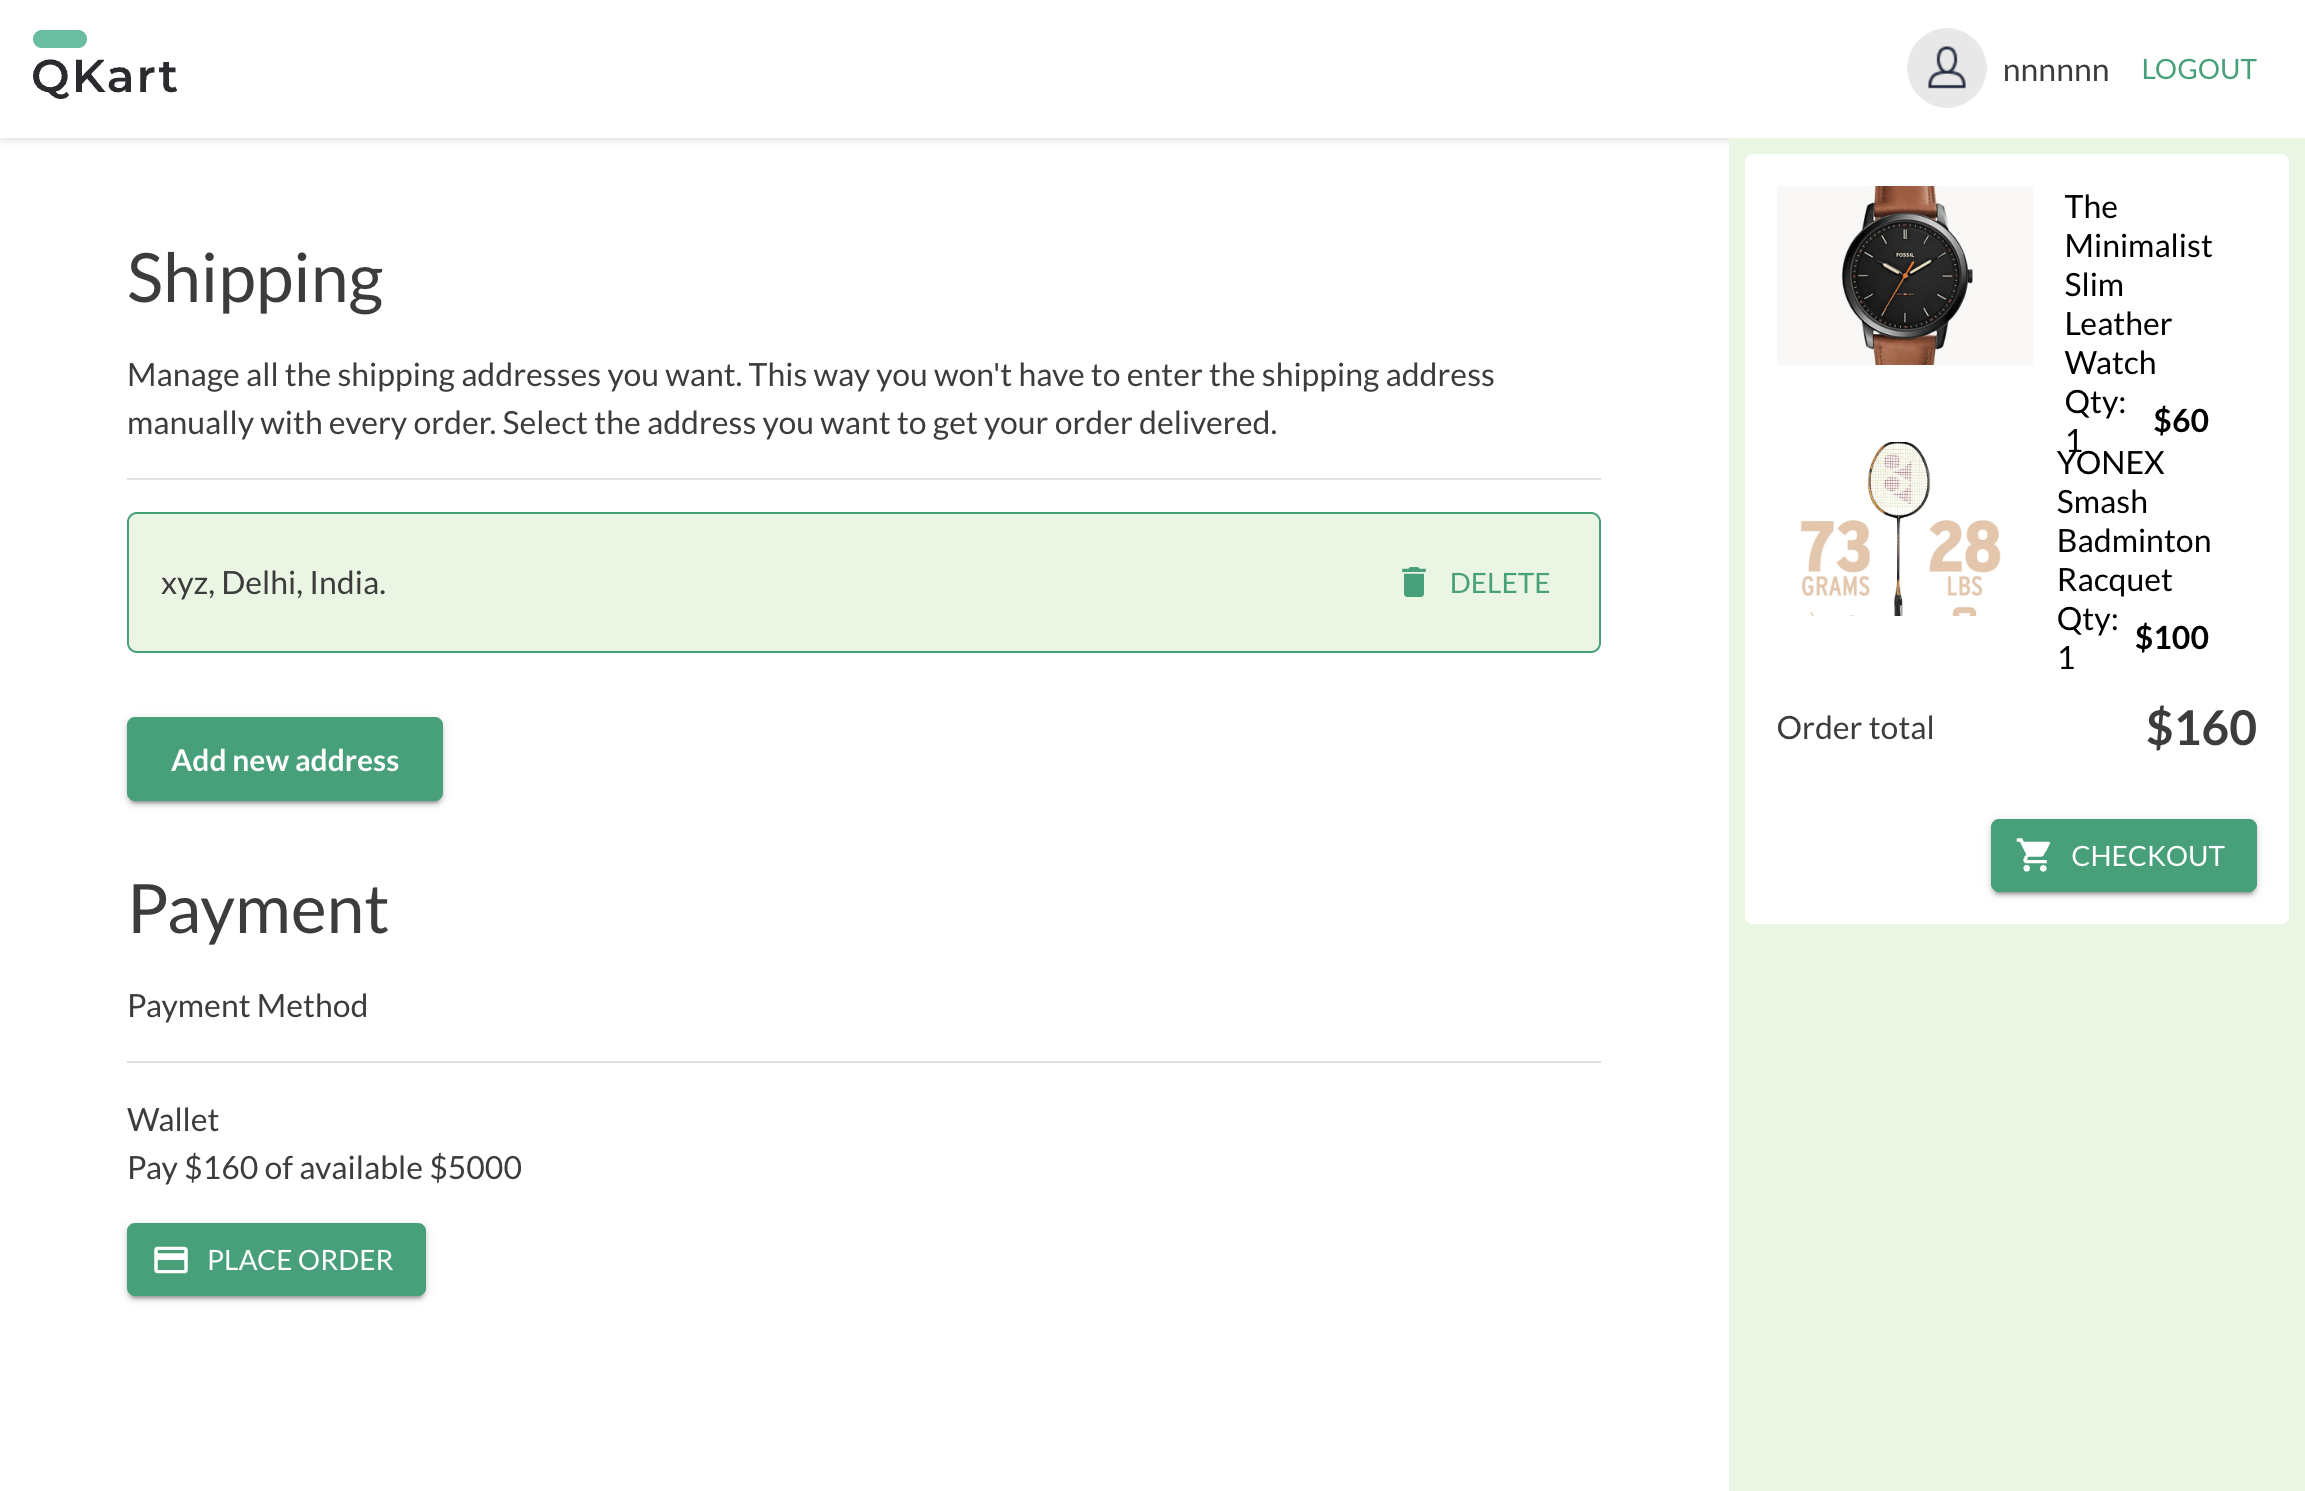 QKart
nnnnnn
LOGOUT
Shipping
Manage all the shipping addresses you want. This way you won't have to enter the shipping address
manually with every order. Select the address you want to get your order delivered.
xyz, Delhi, India.
DELETE
Add new address
Payment
Payment Method
Wallet
Pay $160 of available $5000
PLACE ORDER
FOSSIL
The
Minimalist
Slim
Leather
Watch
Qty:
1
$60
73
GRAMS
28
LBS
YONEX
Smash
Badminton
Racquet
Qty:
1
$100
Order total
$160
CHECKOUT